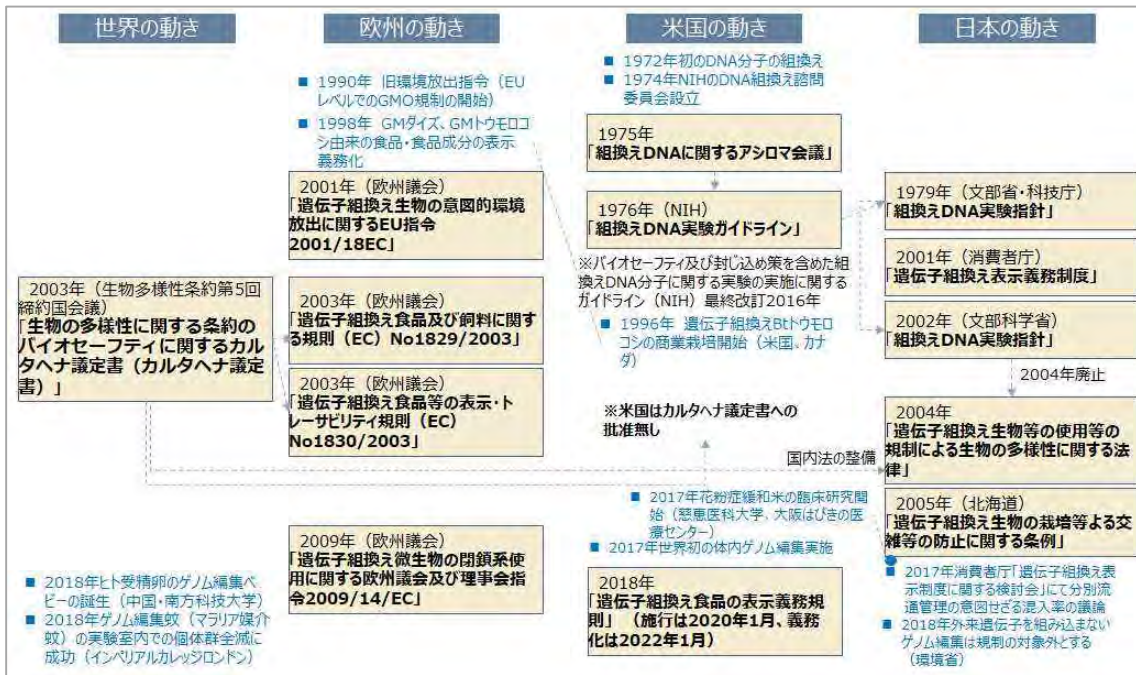 世界の動き
欧州の動き
米国の動き
日本の動き
2003年（生物多様性条約第5回
締約国会議）
「生物の多様性に関する条約の
バイオセーフティに関するカル
タヘナ議定書（カルタヘナ議定
書）」
■ 2018年ヒト受精卵のゲノム編集ベ
ビーの誕生（中国・南方科技大学）
■ 2018年ゲノム編集蚊（マラリア媒介
蚊）の実験室内での個体群全滅に
成功（インペリアルカレッジロンドン）
■ 1990年 旧環境放出指令（EU
レベルでのGMO規制の開始）
■ 1998年 GMダイズ、GMトウモロコ
シ由来の食品・食品成分の表示
義務化
2001年（欧州議会）
「遺伝子組換え生物の意図的環境
放出に関するEU指令
2001/18EC」
2003年（欧州議会）
「遺伝子組換え食品及び飼料に関す
る規則（EC）No1829/2003」
2003年（欧州議会）
「遺伝子組換え食品等の表示・ト
レーサビリティ規則（EC）
No1830/2003」
2009年（欧州議会）
「遺伝子組換え微生物の閉鎖系使
用に関する欧州議会及び理事会指
令2009/14/EC」
■ 1972年初のDNA分子の組換え
■ 1974年NIHのDNA組換え諮問
委員会設立
1975年
「組換えDNAに関するアシロマ会議」
1976年（NIH）
「組換えDNA実験ガイドライン」
※バイオセーフティ及び封じ込め策を含めた組
換えDNA分子に関する実験の実施に関する
ガイドライン（NIH）最終改訂2016年
■ 1996年 遺伝子組換えBtトウモロ
コシの商業栽培開始（米国、カナ
ダ）
※米国はカルタヘナ議定書への
批准無し
国内法の整備
■ 2017年花粉症緩和米の臨床研究開
始（慈恵医科大学、大阪はびきの医
療センター）
■ 2017年世界初の体内ゲノム編集実施
2018年
「遺伝子組換え食品の表示義務規
則」（施行は2020年1月、義務
化は2022年1月）
1979年（文部省・科技庁）
「組換えDNA実験指針」
2001年（消費者庁）
「遺伝子組換え表示義務制度」
2002年（文部科学省）
「組換えDNA実験指針」
2004年廃止
2004年
「遺伝子組換え生物等の使用等の
規制による生物の多様性に関する法
律」
2005年（北海道）
「遺伝子組換え生物の栽培等よる交
雑等の防止に関する条例」
■ 2017年消費者庁「遺伝子組換え表
示制度に関する検討会」にて分別流
通管理の意図せざる混入率の議論
■ 2018年外来遺伝子を組み込まない
ゲノム編集は規制の対象外とする
（環境省）